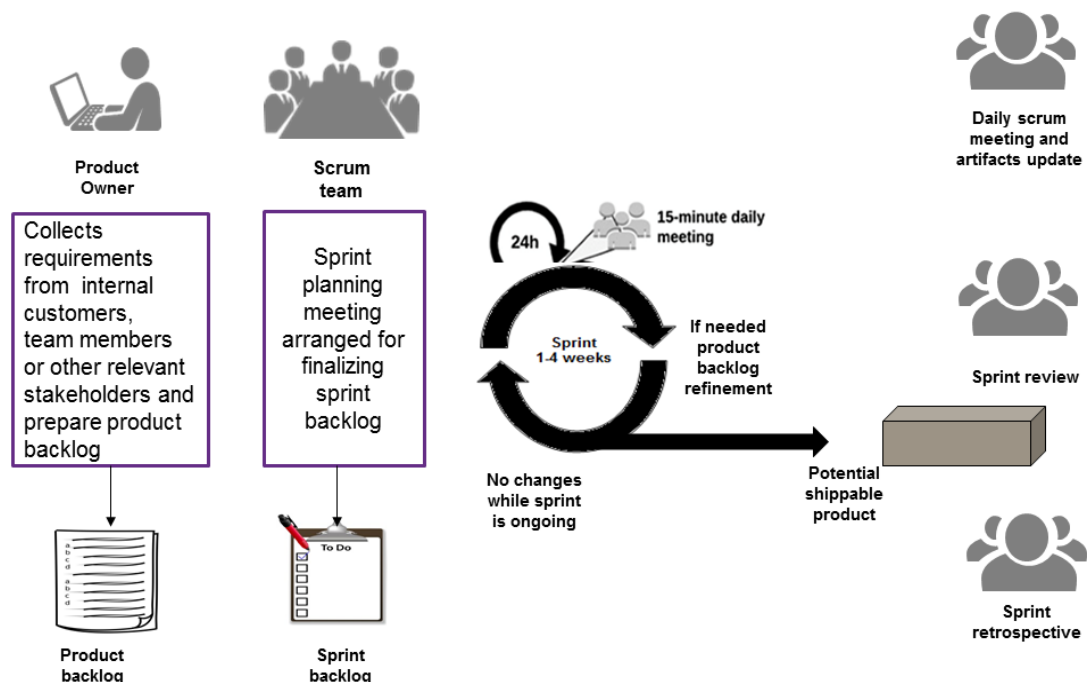 Product
Owner
Collects
requirements
from internal
customers,
team members
or other relevant
stakeholders and
prepare product
backlog
a
b
c
d
a
b
c
d
Product
backlog
Scrum
team
Sprint
planning
meeting
arranged for
finalizing
sprint
backlog
To Do
Sprint
backlog
24h
15-minute daily
meeting
Sprint
1-4 weeks
If needed
product
backlog
refinement
No changes
while sprint
is ongoing
Potential
shippable
product
Daily scrum
meeting and
artifacts update
Sprint review
Sprint
retrospective